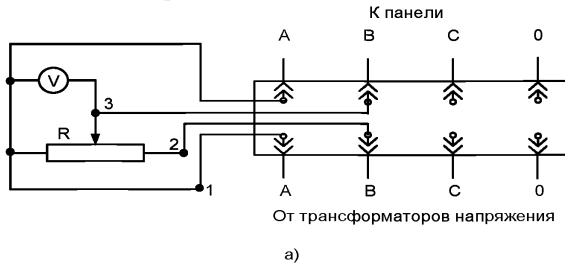 К панели
A B C 0
V
3
R
2
1
A B C 0
От трансформаторов напряжения
а)